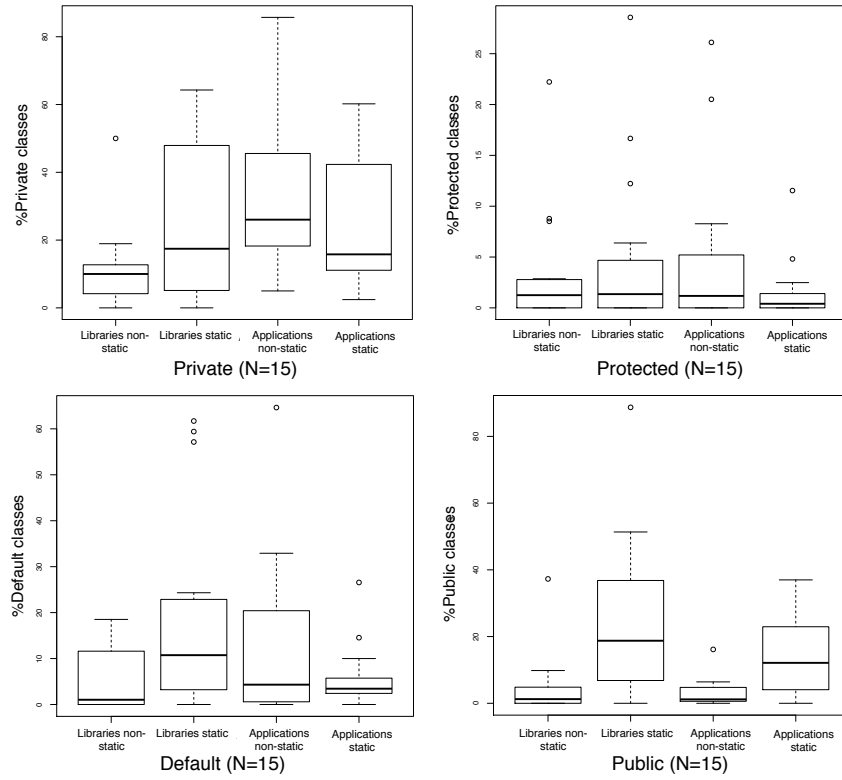 %Private classes
80
60
40
20
0
Libraries non-static
Libraries static
Applications non-static
Applications static
Private (N=15)
%Protected classes
25
20
15
10
5
0
Libraries non-static
Libraries static
Applications non-static
Applications static
Protected (N=15)
%Default classes
60
50
40
30
20
10
0
Libraries non-static
Libraries static
Applications non-static
Applications static
Default (N=15)
%Public classes
80
60
40
20
0
Libraries non-static
Libraries static
Applications non-static
Applications static
Public (N=15)